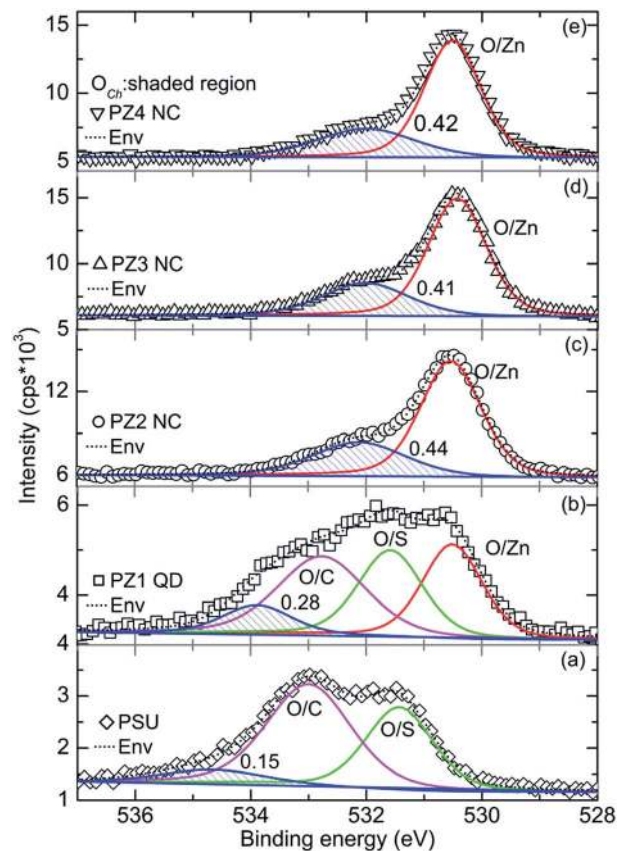 (e)
15
O/Zn
O_Ch:shaded region
▽ PZ4 NC
10
...... Env
0.42
5
(d)
15
O/Zn
△ PZ3 NC
10
...... Env
0.41
5
(c)
O/Zn
12
○ PZ2 NC
...... Env
0.44
6
6
(b)
O/S
O/Zn
□ PZ1 QD
O/C
4
...... Env
0.28
4
(a)
3
◇ PSU
O/C
O/S
...... Env
2
0.15
1
536 534 532 530 528
Intensity (cps*10^3)
Binding energy (eV)